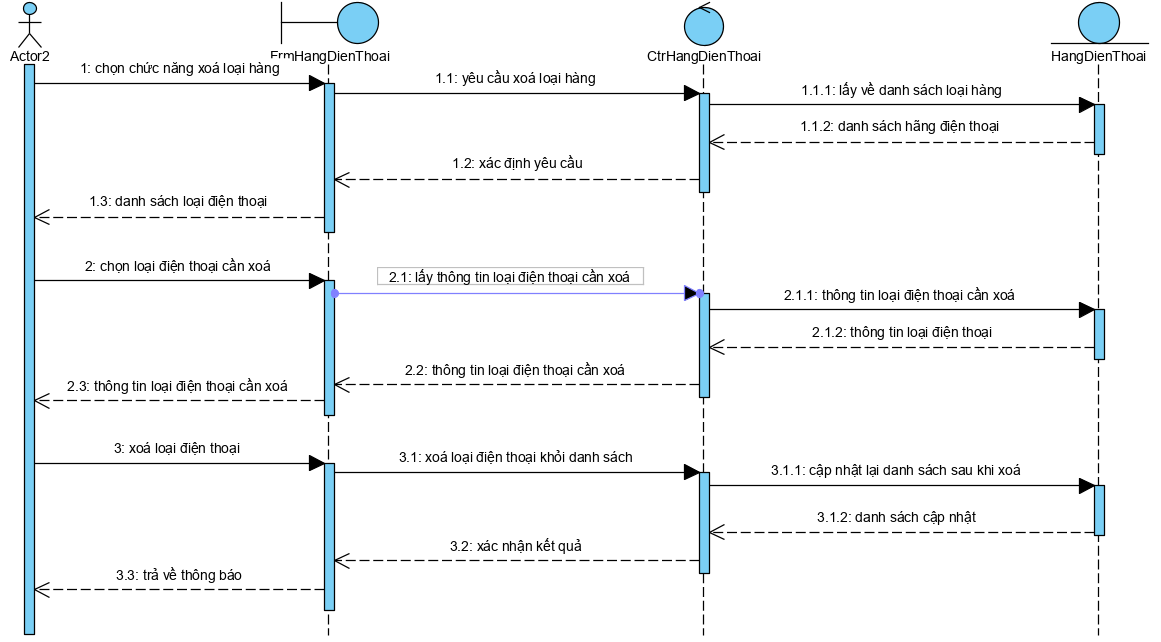 Actor2
FrmHangDienThoai
CtrHangDienThoai
HangDienThoai
1: chọn chức năng xoá loại hàng
1.1: yêu cầu xoá loại hàng
1.1.1: lấy về danh sách loại hàng
1.1.2: danh sách hãng điện thoại
1.2: xác định yêu cầu
1.3: danh sách loại điện thoại
2: chọn loại điện thoại cần xoá
2.1: lấy thông tin loại điện thoại cần xoá
2.1.1: thông tin loại điện thoại cần xoá
2.1.2: thông tin loại điện thoại
2.2: thông tin loại điện thoại cần xoá
2.3: thông tin loại điện thoại cần xoá
3: xoá loại điện thoại
3.1: xoá loại điện thoại khỏi danh sách
3.1.1: cập nhật lại danh sách sau khi xoá
3.1.2: danh sách cập nhật
3.2: xác nhận kết quả
3.3: trả về thông báo